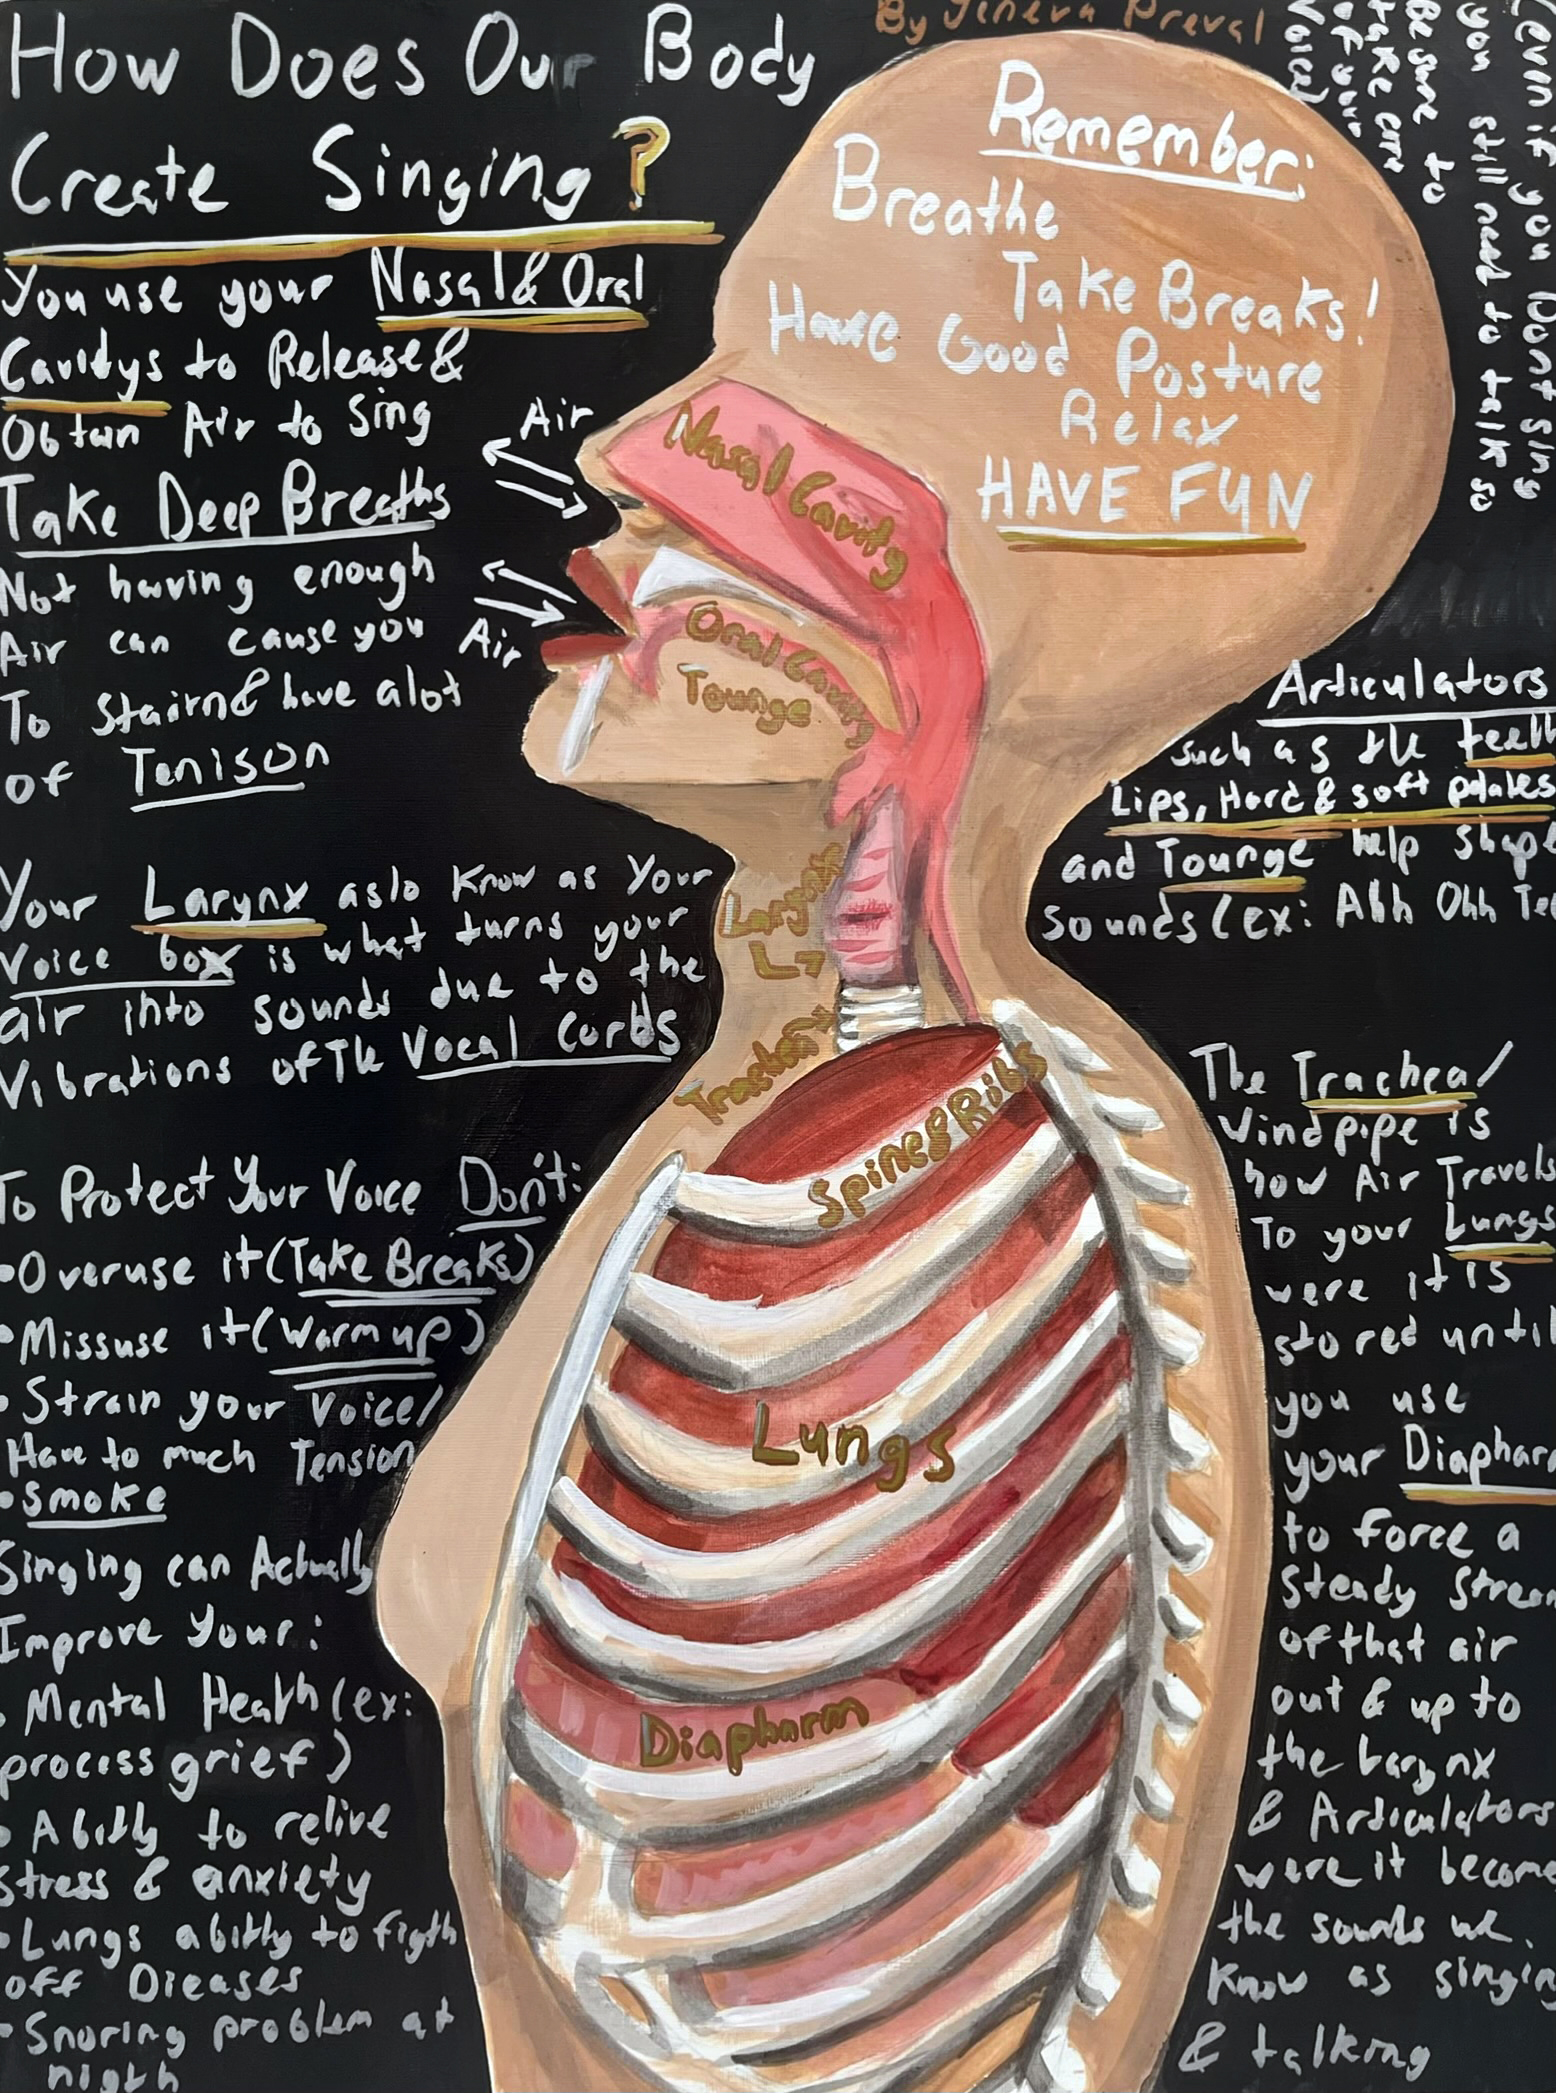 How Does Our Body
Create Singing?
By Jeneva Preval
You use your Nasal & Oral
Cavidys to Release &
Obtain Air to Sing
Take Deep Breaths
Not having enough
Air can cause you
To Stairn & have alot
of Tenison
Your Larynx aslo Know as Your
Voice box is what turns your
air into sounds due to the
Vibrations of The Vocal Cords
To Protect Your Voice Don't:
•Overuse it (Take Breaks)
•Missuse it (Warm up)
•Strain your Voice/
Have to much Tension
•Smoke
Singing can Actually
Improve Your:
•Mental Health (ex:
process grief)
•Abitly to relive
stress & anxiety
•Lungs abitly to figth
off Dieases
•Snoring problem at
nigth
Remember:
Breathe
Take Breaks!
Have Good Posture
Relax
HAVE FUN
Air
Air
Nasal Cavity
Oral Cavity
Tounge
Larynx
Trachea
Spine & Ribs
Lungs
Diapharm
if you Dont Sing
you still need to talk so
Be sure to
take care
of your
Voice!
Articulators
such as the teeth
Lips, Hard & soft palates
and Tounge help shape
sounds (ex: Ahh Ohh
The Trachea/
Windpipe is
how Air Travels
To your Lungs
were it is
stored until
you use
your Diapharm
to force a
Steady Stream
of that air
out & up to
the Larynx
& Articulators
were it become
the sounds we
Know as singing
& talking